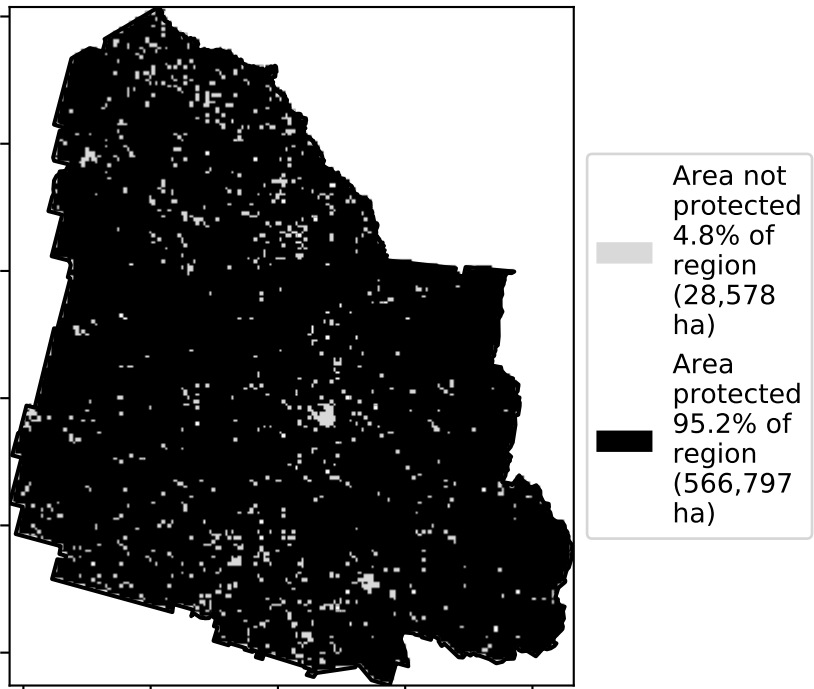 Area not
protected
4.8% of
region
(28,578
ha)
Area
protected
95.2% of
region
(566,797
ha)